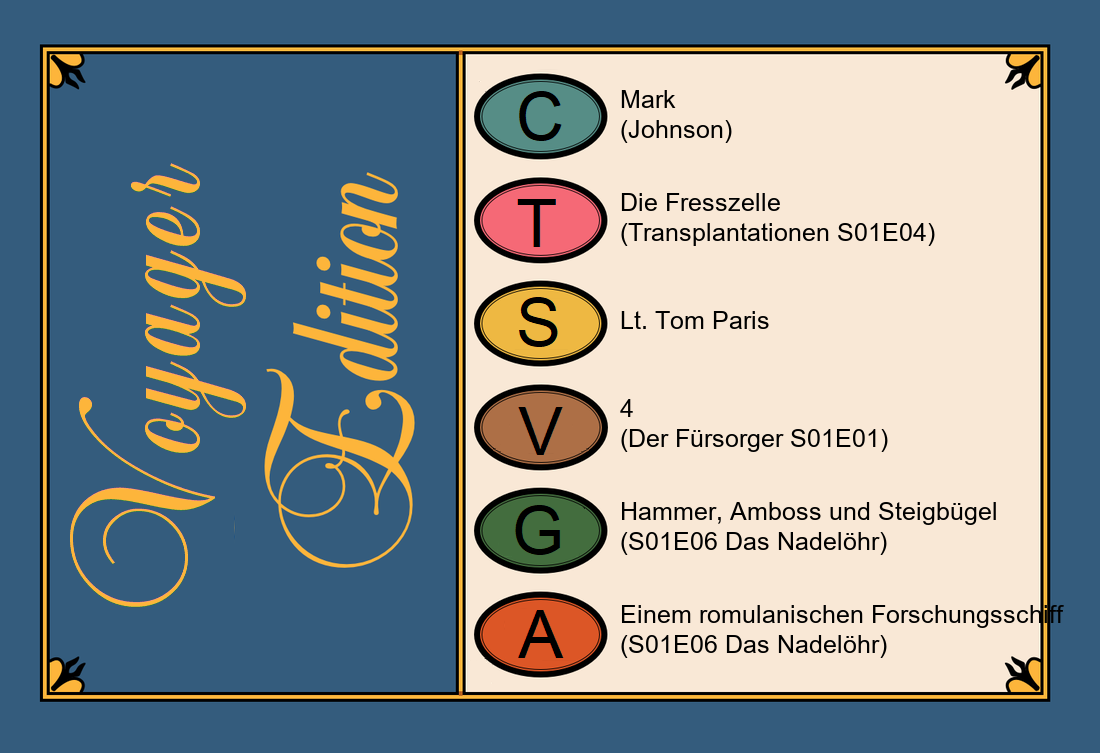 Voyager
Edition
C
Mark
(Johnson)
T
Die Fresszelle
(Transplantationen S01E04)
S
Lt. Tom Paris
V
4
(Der Fürsorger S01E01)
G
Hammer, Amboss und Steigbügel
(S01E06 Das Nadelöhr)
A
Einem romulanischen Forschungsschiff
(S01E06 Das Nadelöhr)